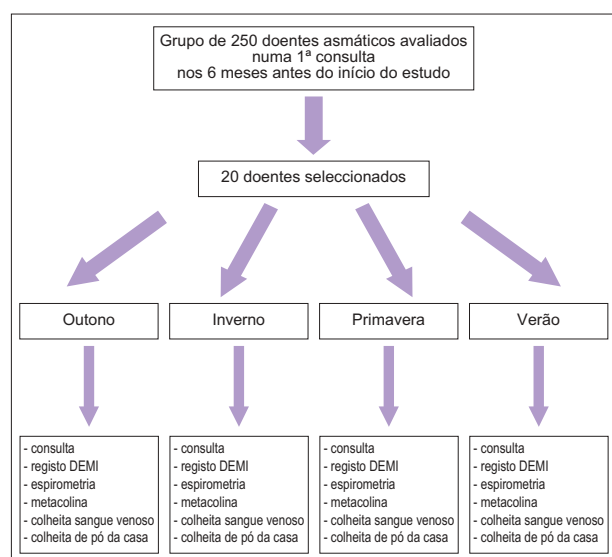 Grupo de 250 doentes asmáticos avaliados
numa 1ª consulta
nos 6 meses antes do início do estudo
20 doentes seleccionados
Outono
Inverno
Primavera
Verão
- consulta
- registo DEMI
- espirometria
- metacolina
- colheita sangue venoso
- colheita de pó da casa
- consulta
- registo DEMI
- espirometria
- metacolina
- colheita sangue venoso
- colheita de pó da casa
- consulta
- registo DEMI
- espirometria
- metacolina
- colheita sangue venoso
- colheita de pó da casa
- consulta
- registo DEMI
- espirometria
- metacolina
- colheita sangue venoso
- colheita de pó da casa